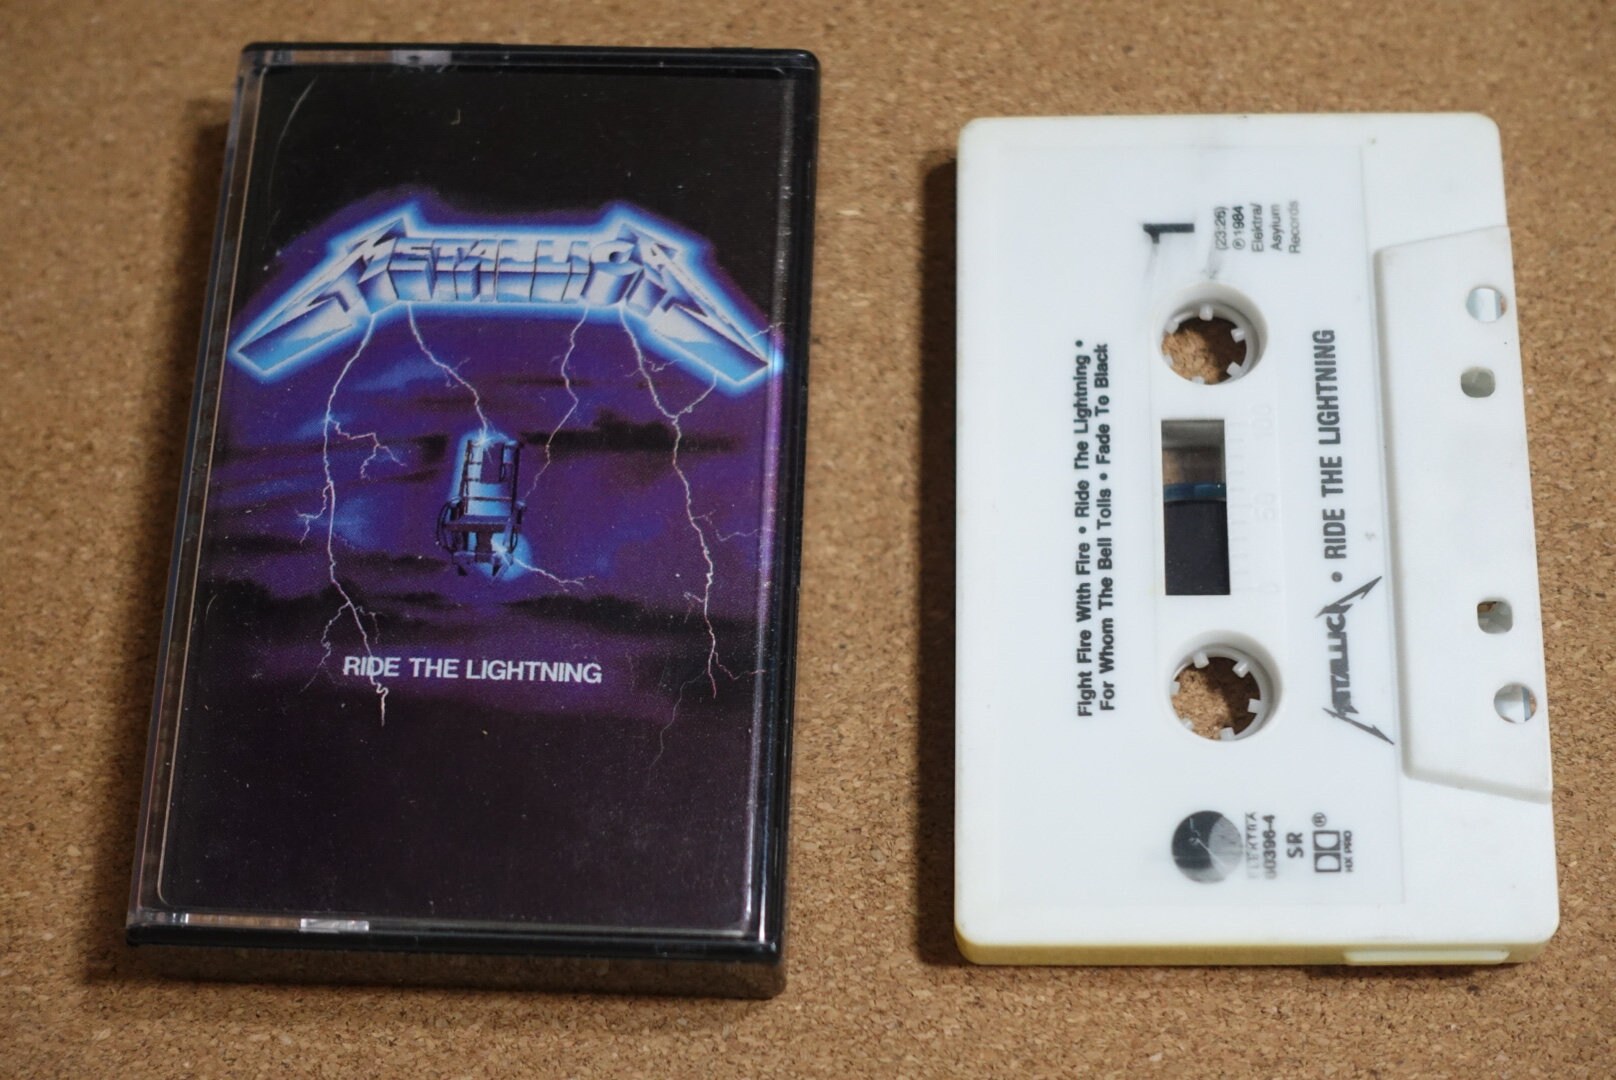 METALLICA
RIDE THE LIGHTNING
1
(23:26)
℗1984
Elektra/
Asylum
Records
Fight Fire With Fire • Ride The Lightning •
For Whom The Bell Tolls • Fade To Black
METALLICA • RIDE THE LIGHTNING
ELEKTRA
60396-4
SR
®
HX PRO